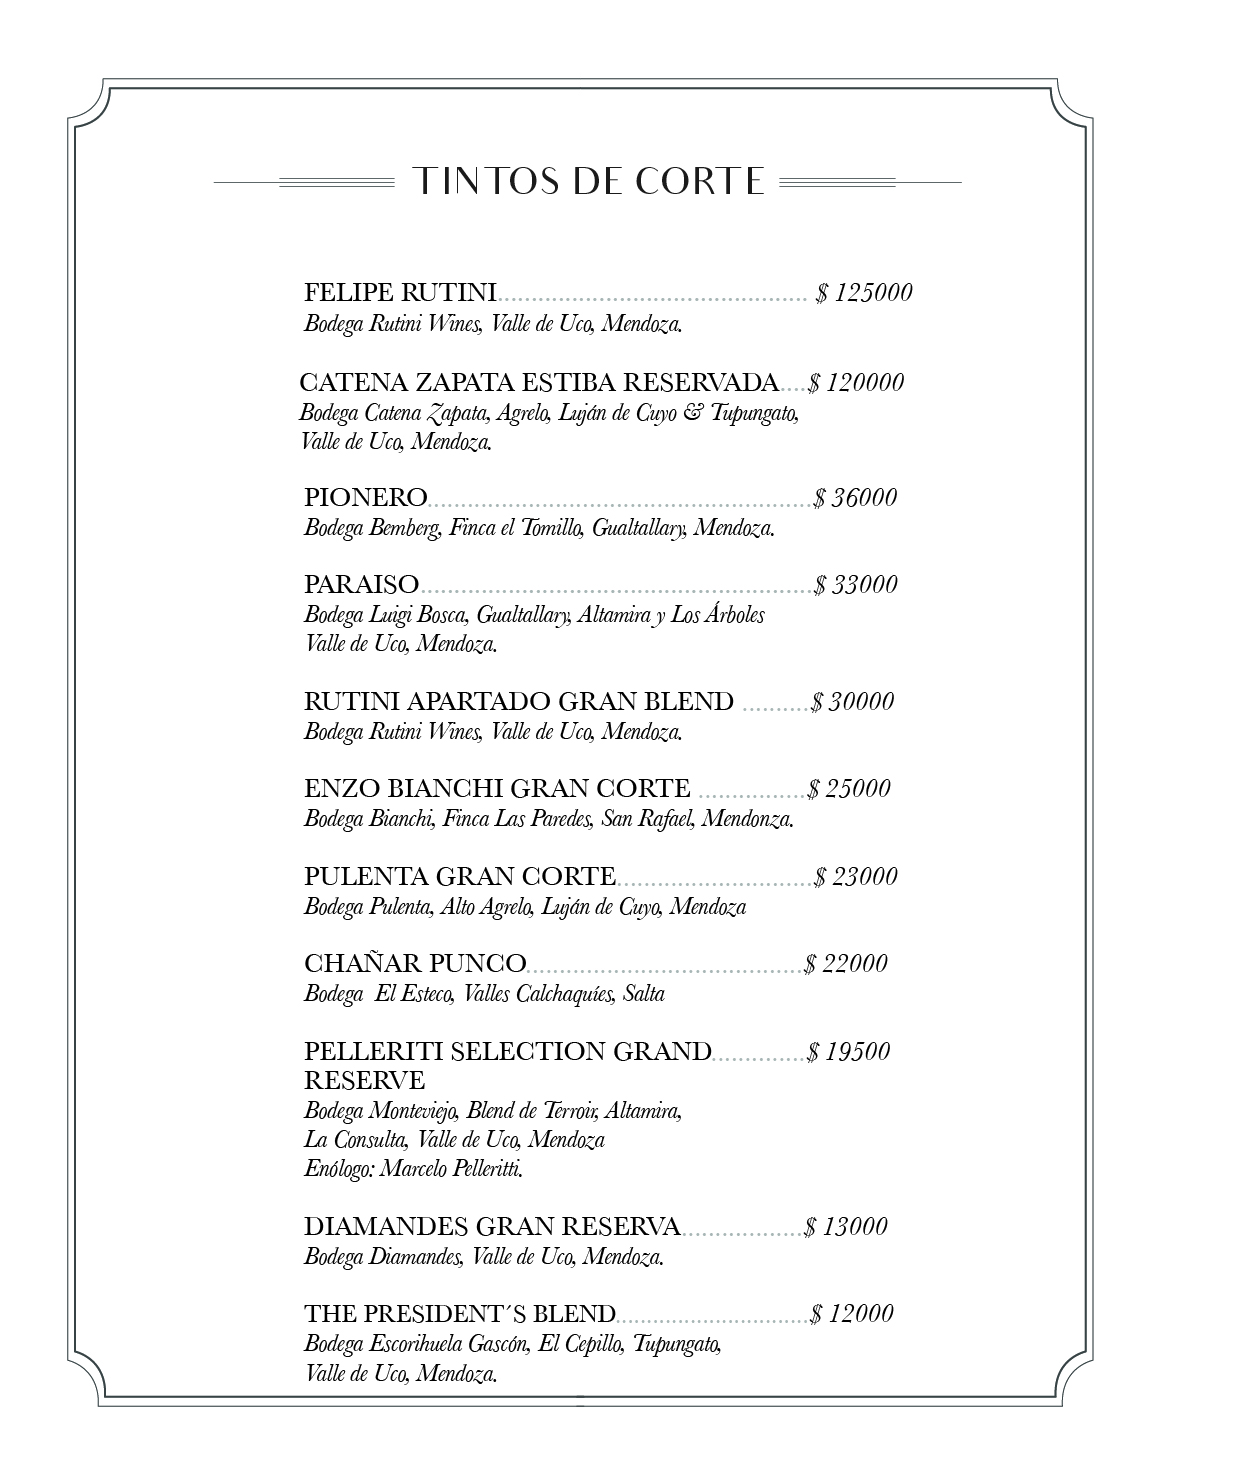 TINTOS DE CORTE
FELIPE RUTINI.............................................. $ 125000
Bodega Rutini Wines, Valle de Uco, Mendoza.
CATENA ZAPATA ESTIBA RESERVADA....$ 120000
Bodega Catena Zapata, Agrelo, Luján de Cuyo & Tupungato,
Valle de Uco, Mendoza.
PIONERO.........................................................$ 36000
Bodega Bemberg, Finca el Tomillo, Gualtallary, Mendoza.
PARAISO..........................................................$ 33000
Bodega Luigi Bosca, Gualtallary, Altamira y Los Árboles
Valle de Uco, Mendoza.
RUTINI APARTADO GRAN BLEND ..........$ 30000
Bodega Rutini Wines, Valle de Uco, Mendoza.
ENZO BIANCHI GRAN CORTE ................$ 25000
Bodega Bianchi, Finca Las Paredes, San Rafael, Mendonza.
PULENTA GRAN CORTE.............................$ 23000
Bodega Pulenta, Alto Agrelo, Luján de Cuyo, Mendoza
CHAÑAR PUNCO.........................................$ 22000
Bodega  El Esteco, Valles Calchaquíes, Salta
PELLERITI SELECTION GRAND..............$ 19500
RESERVE
Bodega Monteviejo, Blend de Terroir, Altamira,
La Consulta, Valle de Uco, Mendoza
Enólogo: Marcelo Pelleritti.
DIAMANDES GRAN RESERVA..................$ 13000
Bodega Diamandes, Valle de Uco, Mendoza.
THE PRESIDENT´S BLEND.............................$ 12000
Bodega Escorihuela Gascón, El Cepillo, Tupungato,
Valle de Uco, Mendoza.